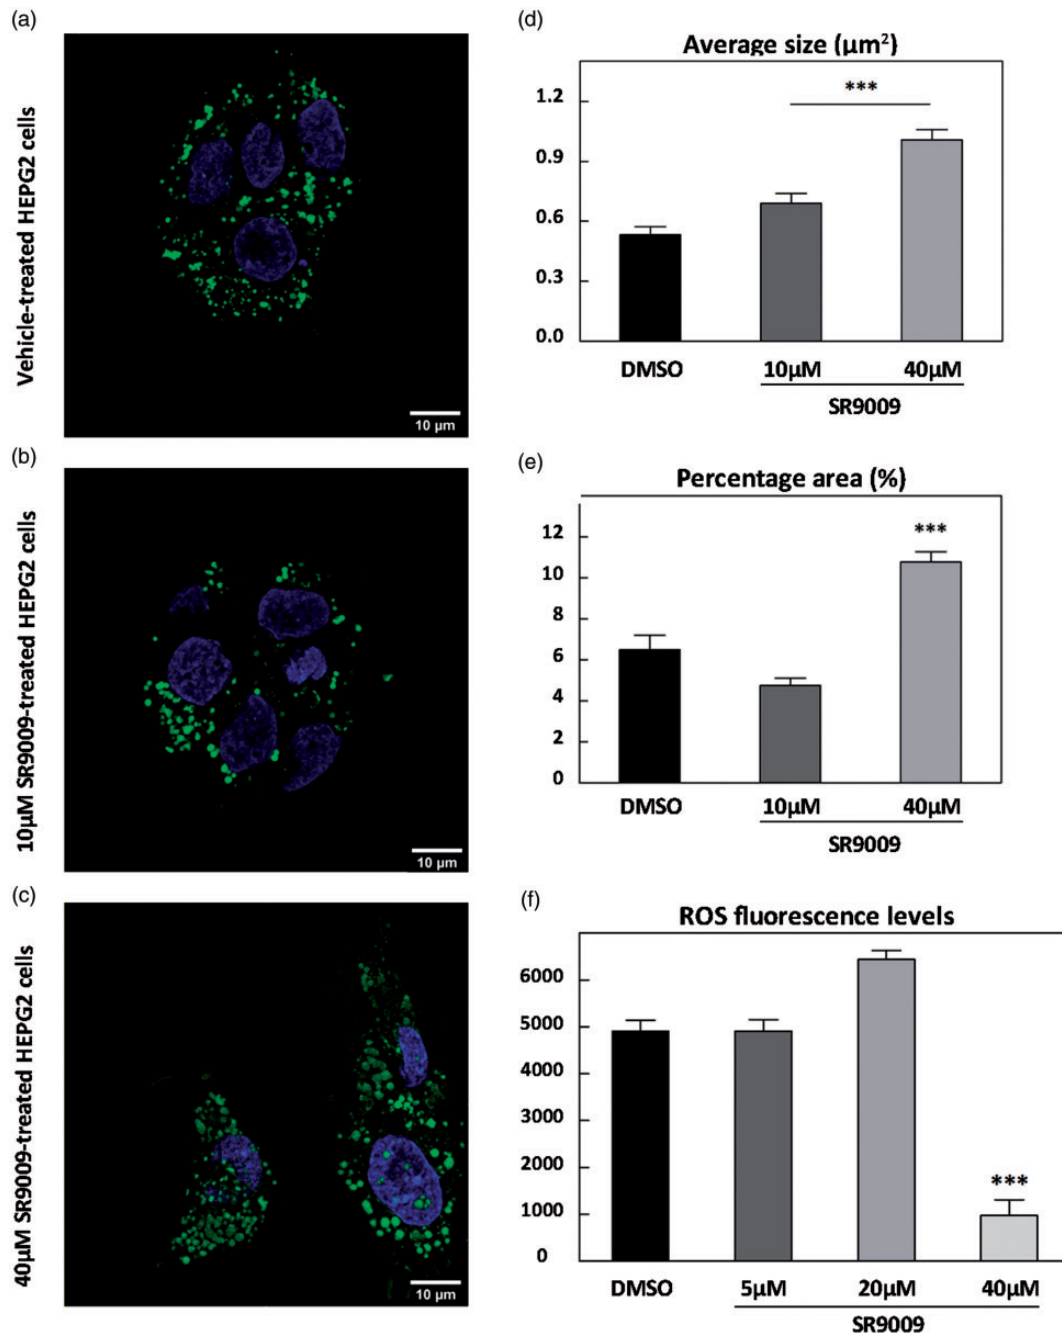 (a)
Vehicle-treated HEPG2 cells
10 µm
(b)
10µM SR9009-treated HEPG2 cells
10 µm
(c)
40µM SR9009-treated HEPG2 cells
10 µm
(d)
Average size (µm²)
1.2
0.9
0.6
0.3
0.0
***
DMSO 10µM 40µM
SR9009
(e)
Percentage area (%)
12
10
8
6
4
2
0
***
DMSO 10µM 40µM
SR9009
(f)
ROS fluorescence levels
6000
5000
4000
3000
2000
1000
0
***
DMSO 5µM 20µM 40µM
SR9009